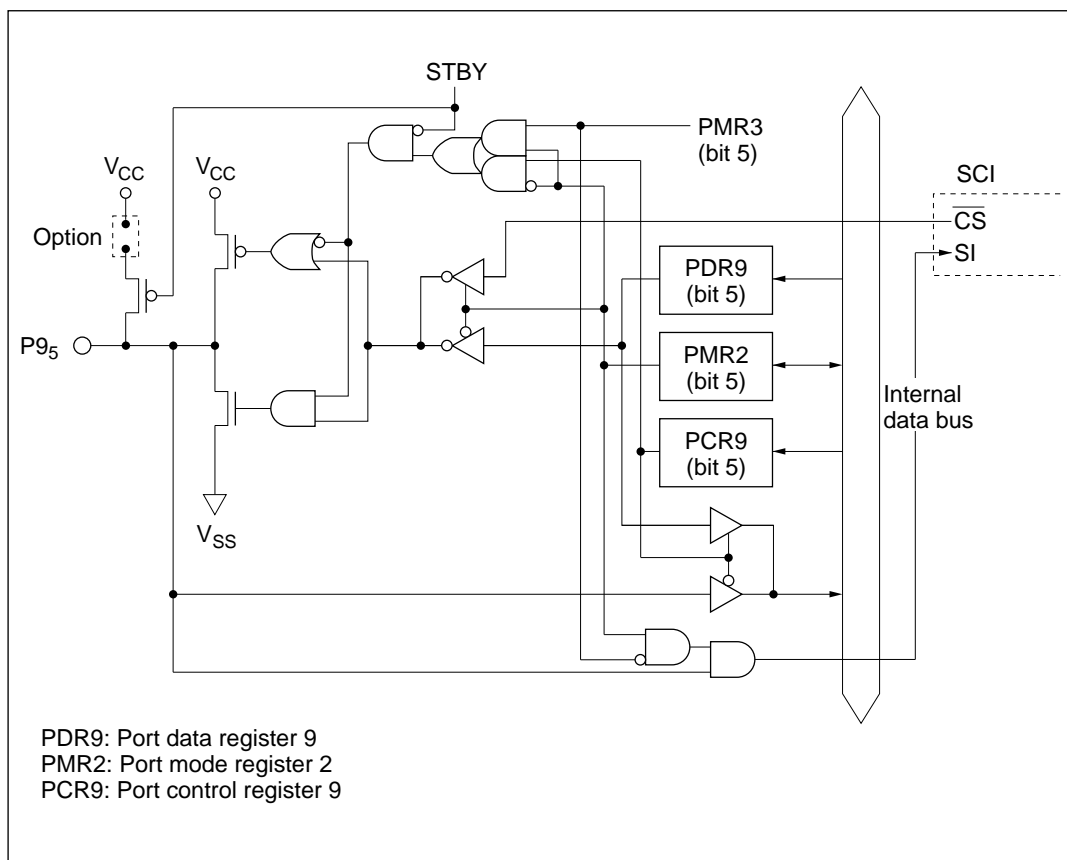 STBY
PMR3
(bit 5)
VCC
VCC
SCI
CS
Option
SI
PDR9
(bit 5)
P95
PMR2
(bit 5)
Internal
data bus
PCR9
(bit 5)
VSS
PDR9: Port data register 9
PMR2: Port mode register 2
PCR9: Port control register 9